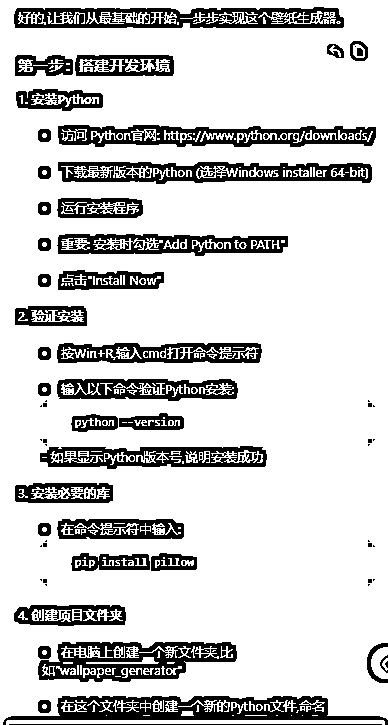 好的,让我们从最基础的开始,一步步实现这个壁纸生成器。
第一步：搭建开发环境
1. 安装Python
访问 Python官网: https://www.python.org/downloads/
下载最新版本的Python (选择Windows installer 64-bit)
运行安装程序
重要: 安装时勾选"Add Python to PATH"
点击"Install Now"
2. 验证安装
按Win+R,输入cmd打开命令提示符
输入以下命令验证Python安装:
python --version
- 如果显示Python版本号,说明安装成功
3. 安装必要的库
在命令提示符中输入:
pip install pillow
4. 创建项目文件夹
在电脑上创建一个新文件夹,比
如"wallpaper_generator"
在这个文件夹中创建一个新的Python文件,命名